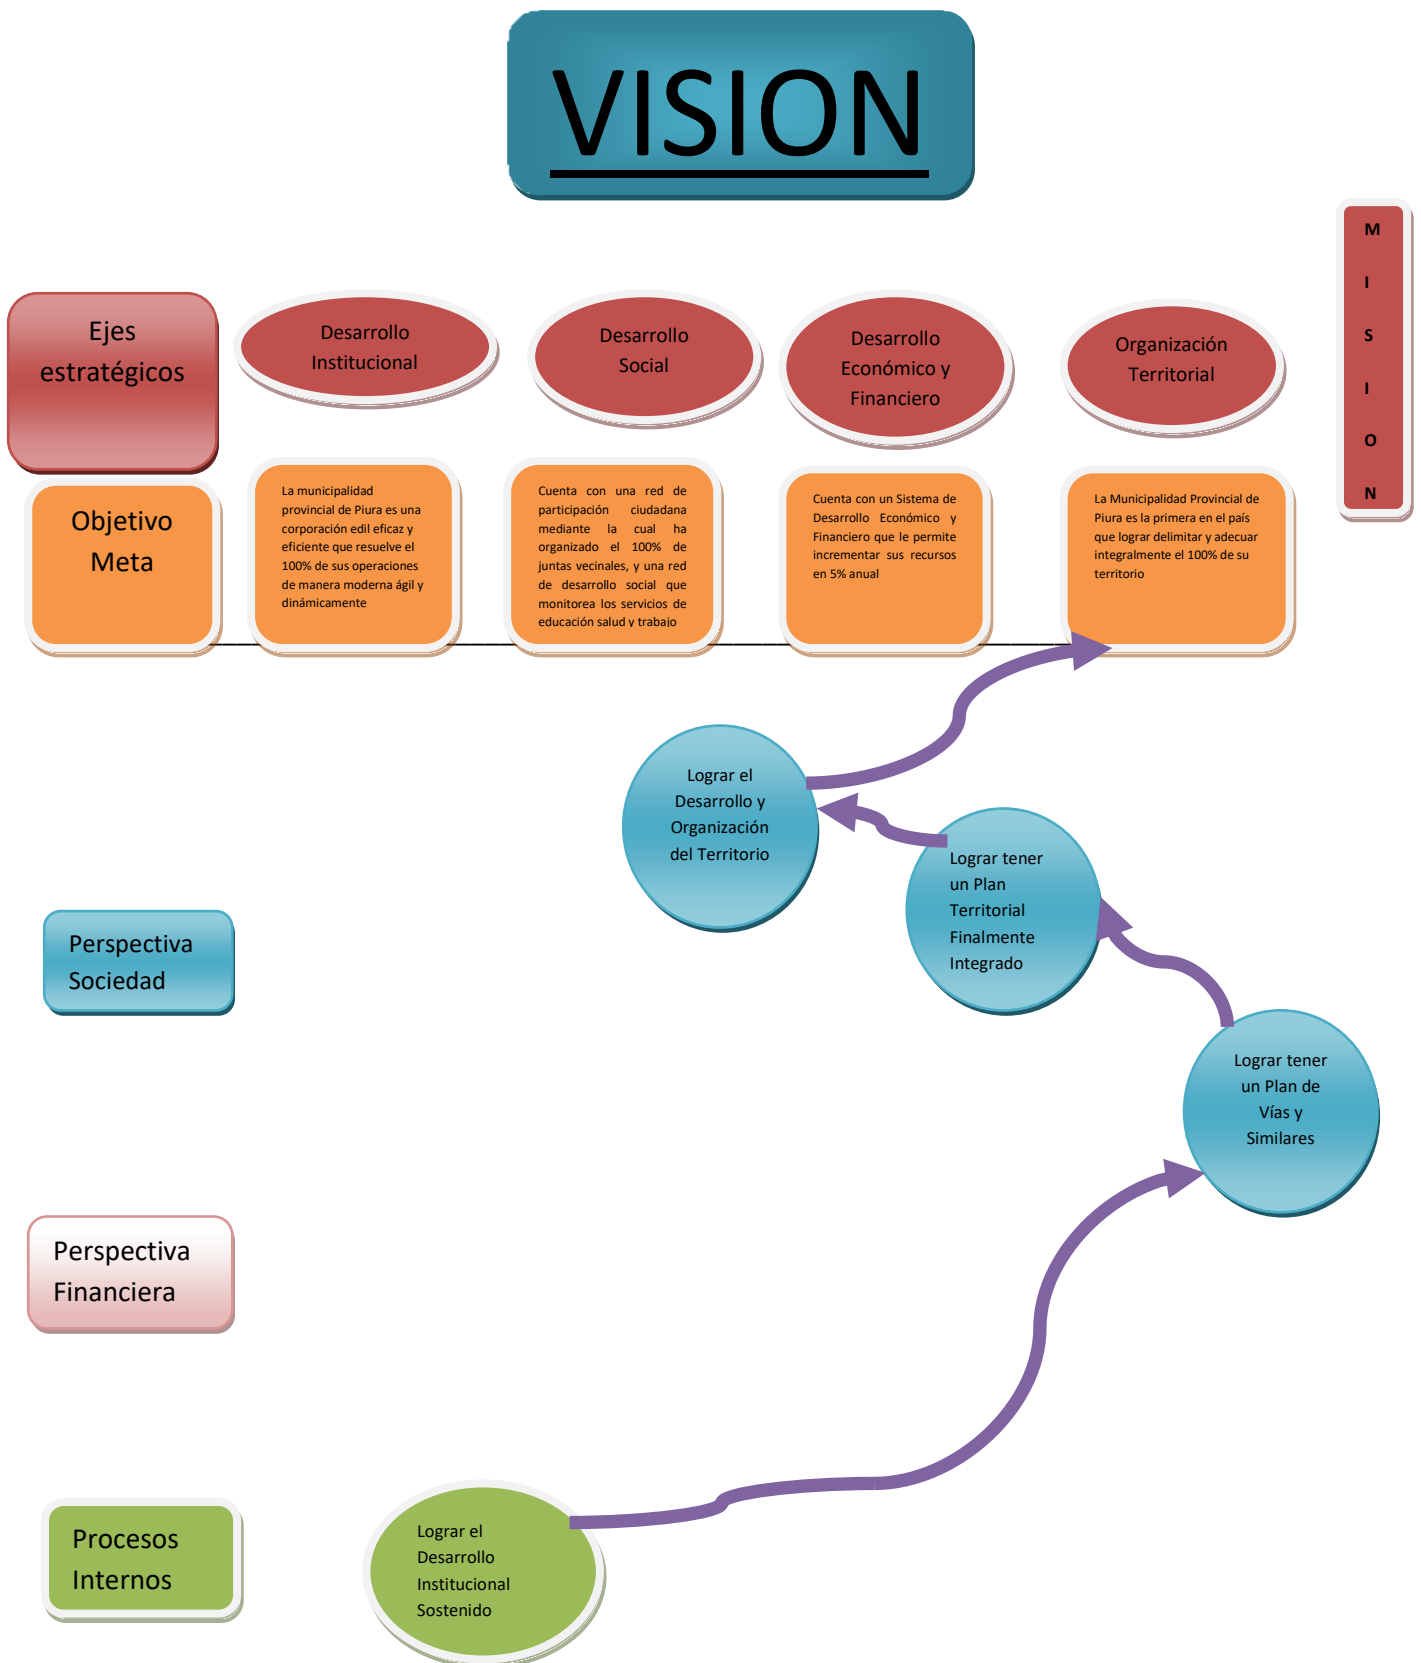 VISION
M
I
S
I
O
N
Ejes
estratégicos
Desarrollo
Institucional
Desarrollo
Social
Desarrollo
Económico y
Financiero
Organización
Territorial
Objetivo
Meta
La municipalidad
provincial de Piura es una
corporación edil eficaz y
eficiente que resuelve el
100% de sus operaciones
de manera moderna ágil y
dinámicamente
Cuenta con una red de
participación ciudadana
mediante la cual ha
organizado el 100% de
juntas vecinales, y una red
de desarrollo social que
monitorea los servicios de
educación salud y trabajo
Cuenta con un Sistema de
Desarrollo Económico y
Financiero que le permite
incrementar sus recursos
en 5% anual
La Municipalidad Provincial de
Piura es la primera en el país
que lograr delimitar y adecuar
integralmente el 100% de su
territorio
Lograr el
Desarrollo y
Organización
del Territorio
Lograr tener
un Plan
Territorial
Finalmente
Integrado
Perspectiva
Sociedad
Lograr tener
un Plan de
Vías y
Similares
Perspectiva
Financiera
Procesos
Internos
Lograr el
Desarrollo
Institucional
Sostenido